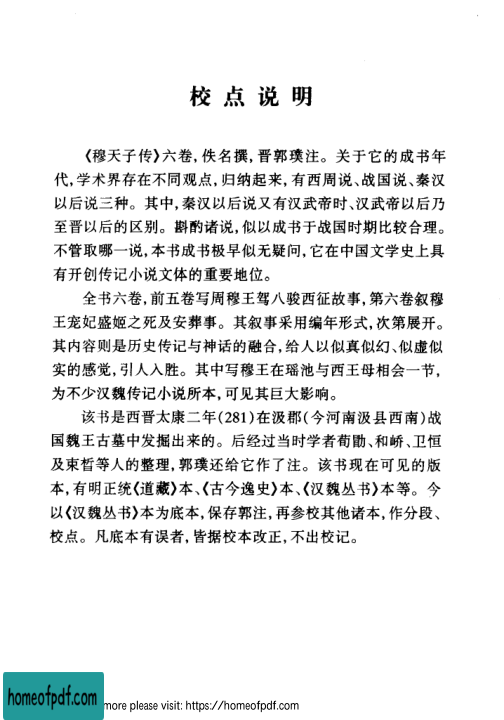 校点说明
《穆天子传》六卷，佚名撰，晋郭璞注。关于它的成书年
代，学术界存在不同观点，归纳起来，有西周说、战国说、秦汉
以后说三种。其中，秦汉以后说又有汉武帝时、汉武帝以后乃
至晋以后的区别。斟酌诸说，似以成书于战国时期比较合理。
不管取哪一说，本书成书极早似无疑问，它在中国文学史上具
有开创传记小说文体的重要地位。
全书六卷，前五卷写周穆王驾八骏西征故事，第六卷叙穆
王宠妃盛姬之死及安葬事。其叙事采用编年形式，次第展开。
其内容则是历史传记与神话的融合，给人以似真似幻、似虚似
实的感觉，引人入胜。其中写穆王在瑶池与西王母相会一节，
为不少汉魏传记小说所本，可见其巨大影响。
该书是西晋太康二年(281)在汲郡(今河南汲县西南)战
国魏王古墓中发掘出来的。后经过当时学者荀勖、和峤、卫恒
及束皙等人的整理，郭璞还给它作了注。该书现在可见的版
本，有明正统《道藏》本、《古今逸史》本、《汉魏丛书》本等。今
以《汉魏丛书》本为底本，保存郭注，再参校其他诸本，作分段、
校点。凡底本有误者，皆据校本改正，不出校记。
homeofpdf.com
more please visit: https://homeofpdf.com